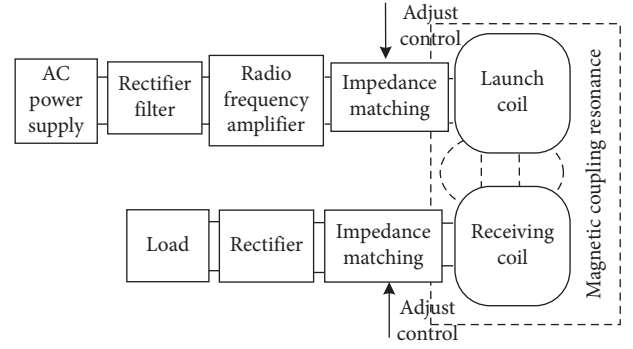 Adjust
control
AC
power
supply
Rectifier
filter
Radio
frequency
amplifier
Impedance
matching
Launch
coil
Magnetic coupling resonance
Load
Rectifier
Impedance
matching
Receiving
coil
Adjust
control